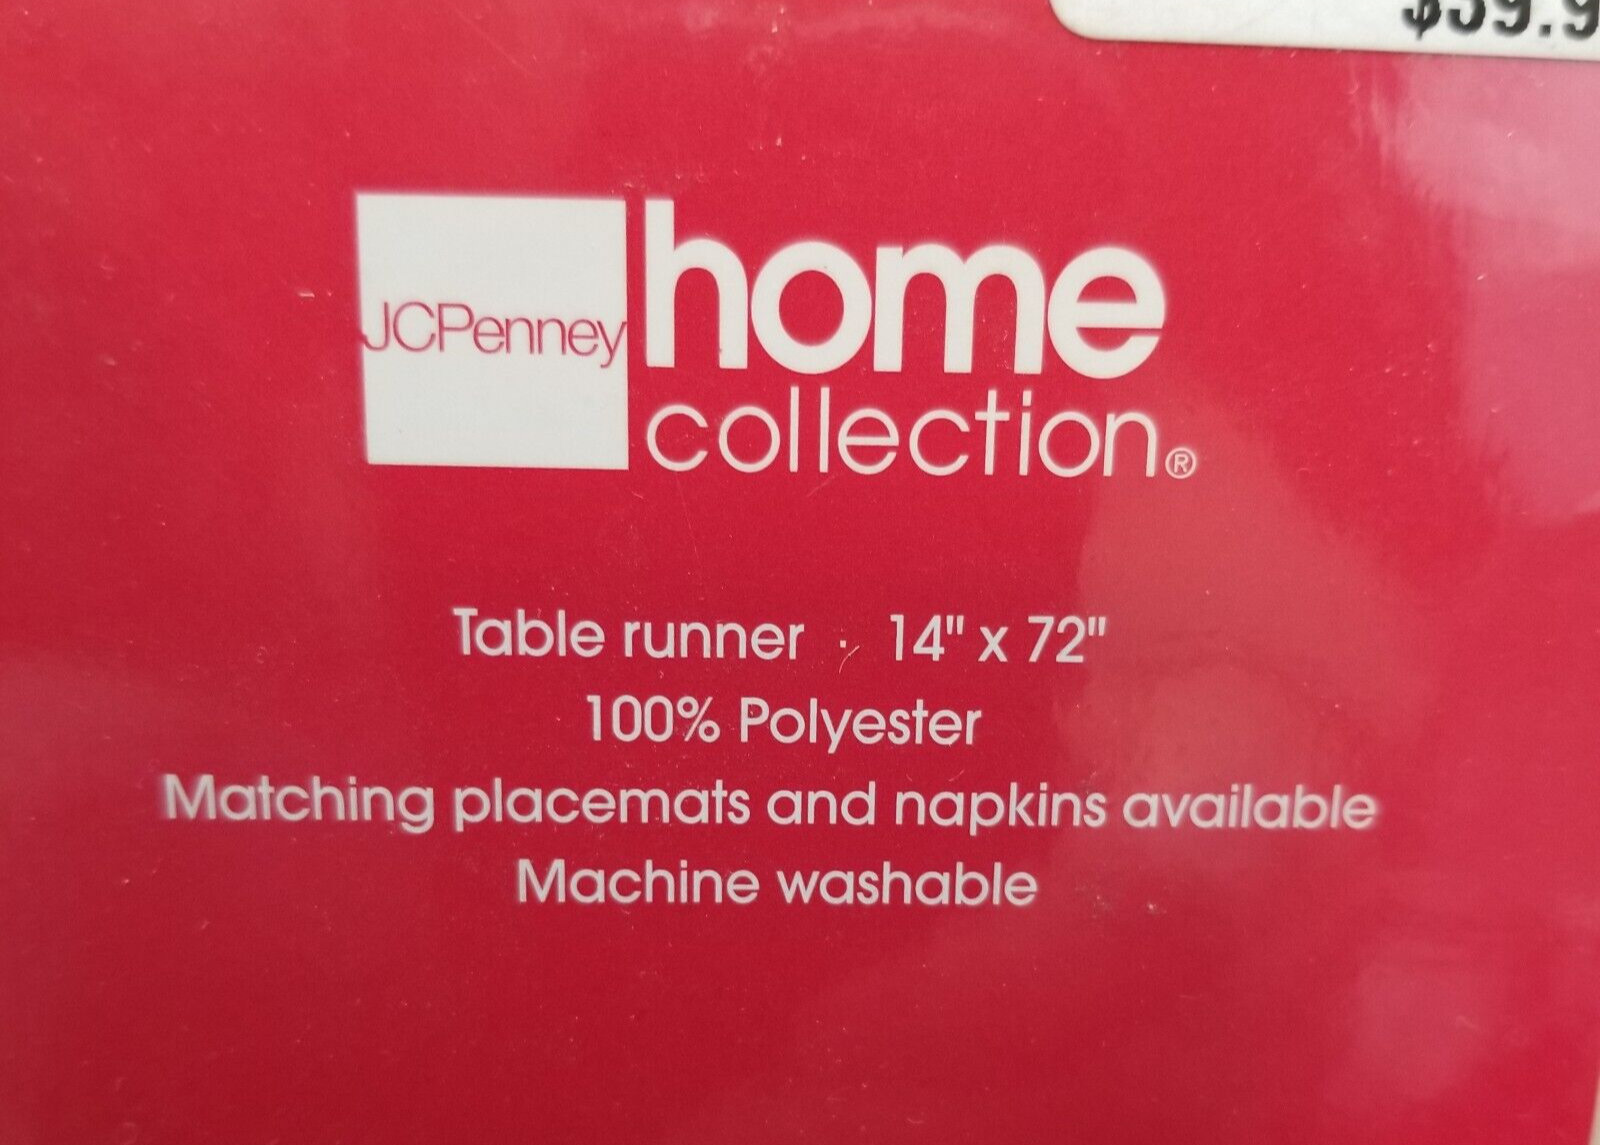 JCPenney
home
collection®
Table runner · 14" x 72"
100% Polyester
Matching placemats and napkins available
Machine washable